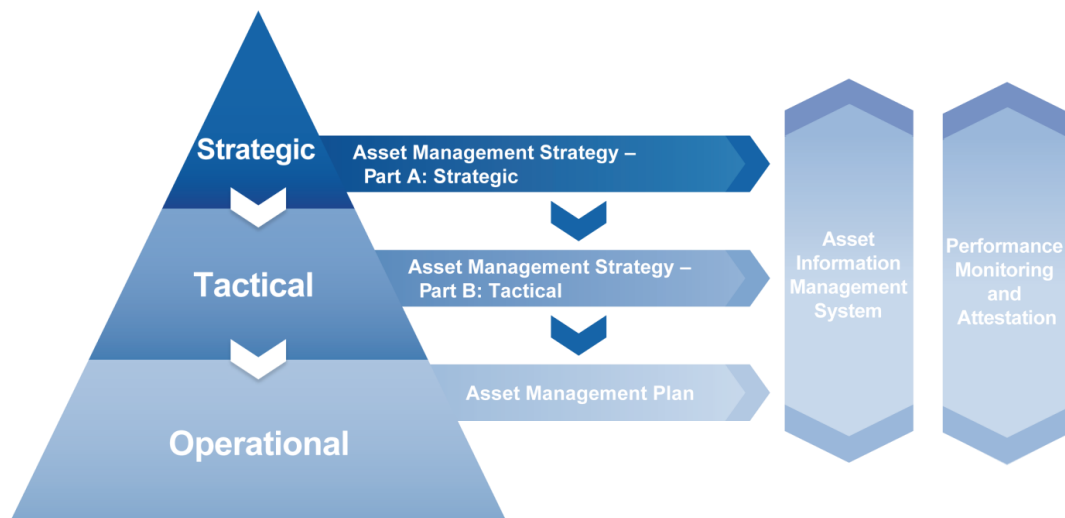 Strategic
Asset Management Strategy –
Part A: Strategic
Tactical
Asset Management Strategy –
Part B: Tactical
Operational
Asset Management Plan
Asset
Information
Management
System
Performance
Monitoring
and
Attestation